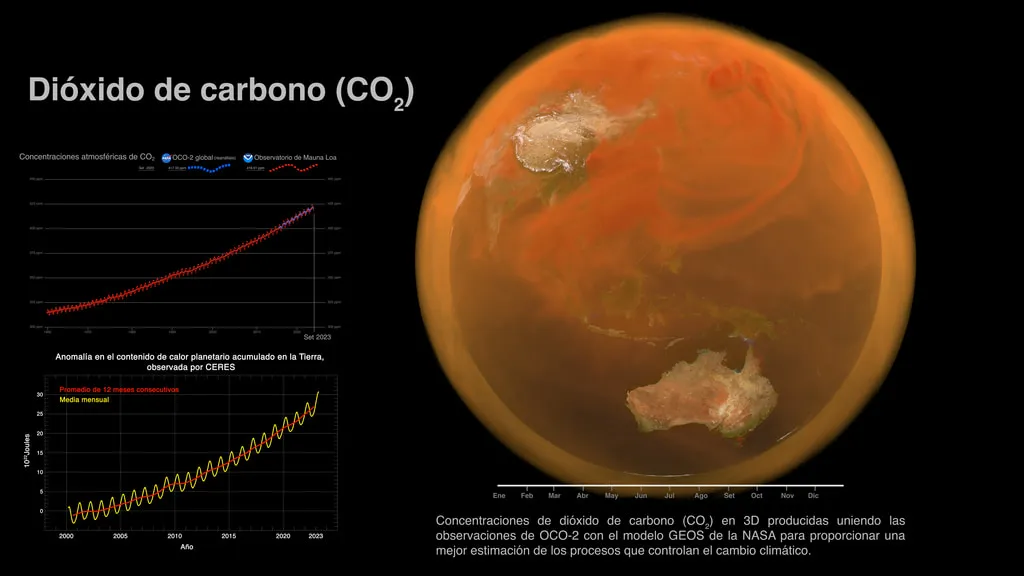 Dióxido de carbono (CO2)
Concentraciones atmosféricas de CO2
NASA OCO-2 global (reanálisis)
Observatorio de Mauna Loa
Set 2023
Anomalía en el contenido de calor planetario acumulado en la Tierra,
observada por CERES
Promedio de 12 meses consecutivos
Media mensual
10²²Joules
30
25
20
15
10
5
0
2000 2005 2010 2015 2020 2023
Año
Ene Feb Mar Abr May Jun Jul Ago Set Oct Nov Dic
Concentraciones de dióxido de carbono (CO2) en 3D producidas uniendo las
observaciones de OCO-2 con el modelo GEOS de la NASA para proporcionar una
mejor estimación de los procesos que controlan el cambio climático.